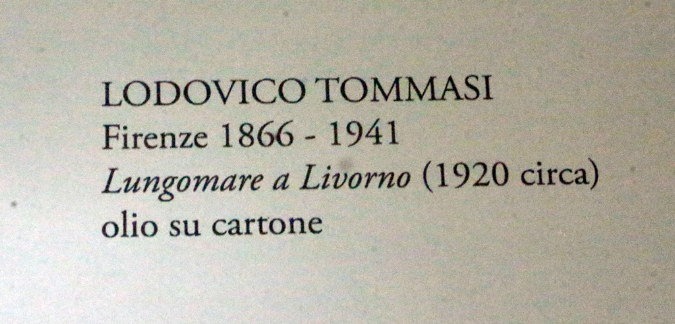 LODOVICO TOMMASI
Firenze 1866 - 1941
Lungomare a Livorno (1920 circa)
olio su cartone